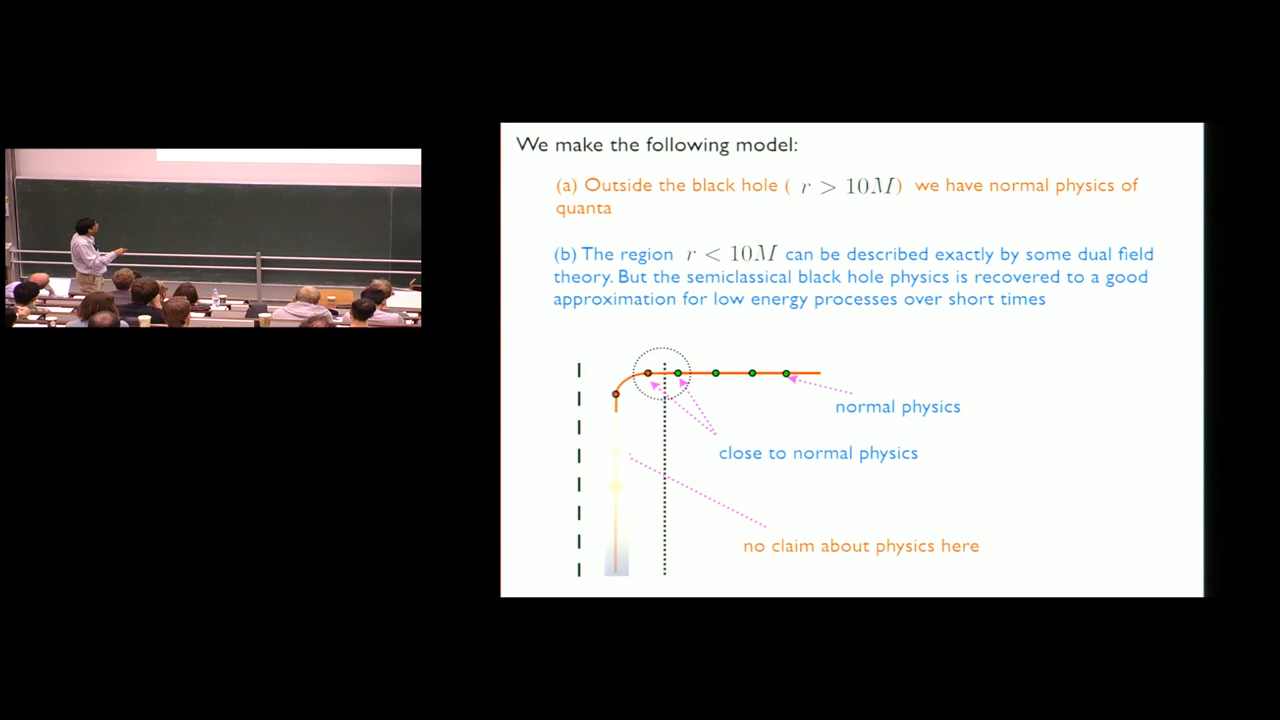 We make the following model:
(a) Outside the black hole ( r > 10M ) we have normal physics of
quanta
(b) The region r < 10M can be described exactly by some dual field
theory. But the semiclassical black hole physics is recovered to a good
approximation for low energy processes over short times
normal physics
close to normal physics
no claim about physics here